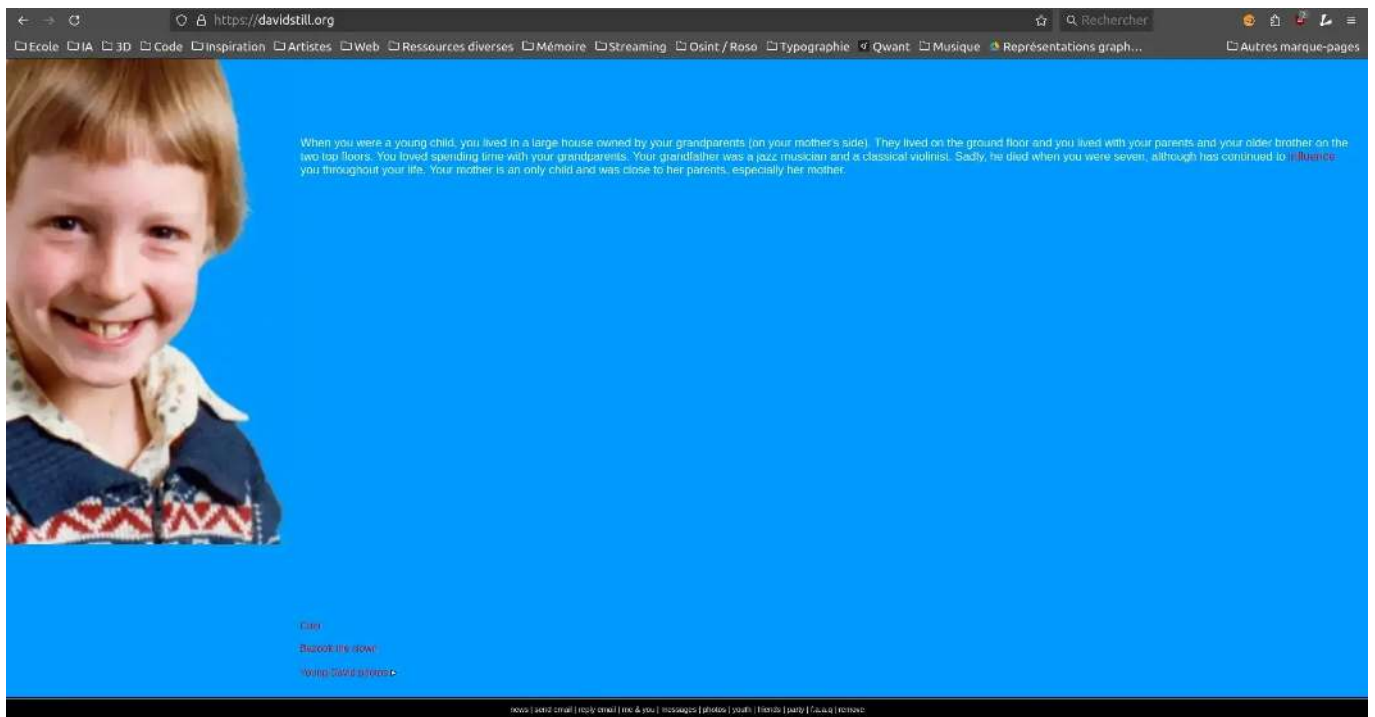 https://davidstill.org
Rechercher
Ecole IA 3D Code Inspiration Artistes Web Ressources diverses Mémoire Streaming Osint / Roso Typographie Qwant Musique Représentations graph... Autres marque-pages
When you were a young child, you lived in a large house owned by your grandparents (on your mother's side). They lived on the ground floor and you lived with your parents and your older brother on the
two top floors. You loved spending time with your grandparents. Your grandfather was a jazz musician and a classical violinist. Sadly, he died when you were seven, although has continued to influence
you throughout your life. Your mother is an only child and was close to her parents, especially her mother.
the clown
Young David photos
news | send email | reply email | me & you | messages | photos | youth | friends | party | f.a.a.q | remove